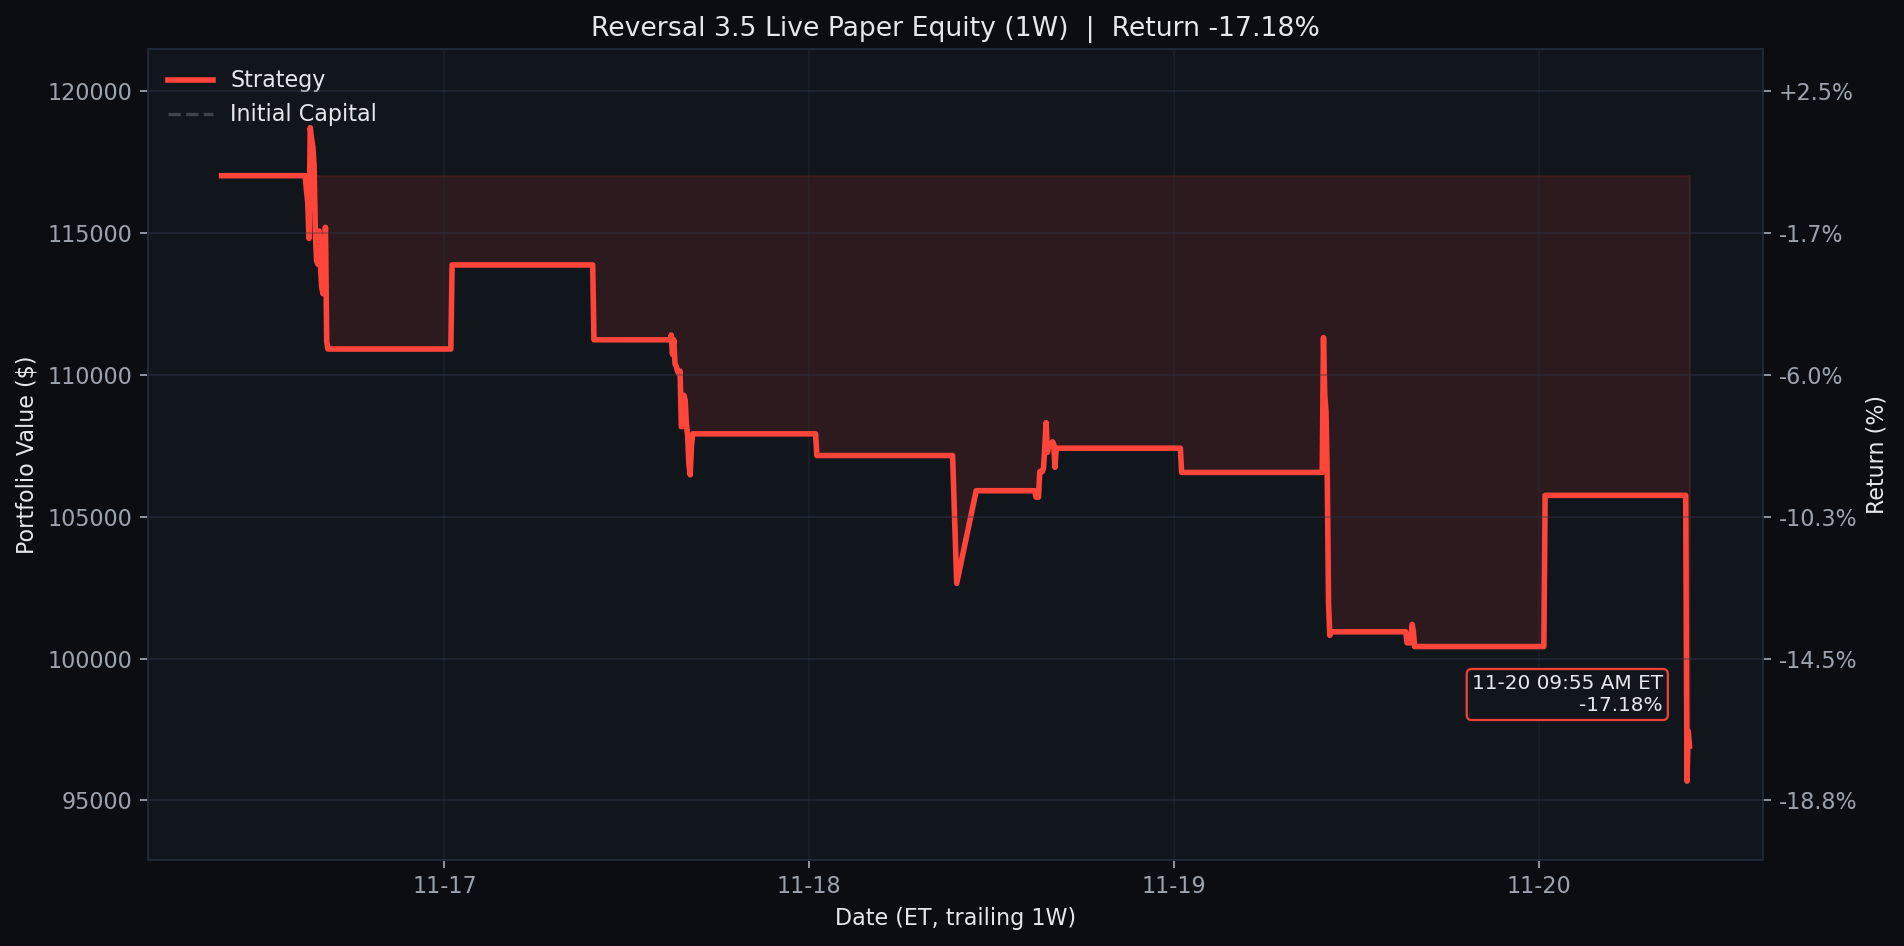 Reversal 3.5 Live Paper Equity (1W)  |  Return -17.18%
Strategy
Initial Capital
120000
115000
110000
105000
100000
95000
Portfolio Value ($)
+2.5%
-1.7%
-6.0%
-10.3%
-14.5%
-18.8%
Return (%)
11-20 09:55 AM ET
-17.18%
11-17
11-18
11-19
11-20
Date (ET, trailing 1W)